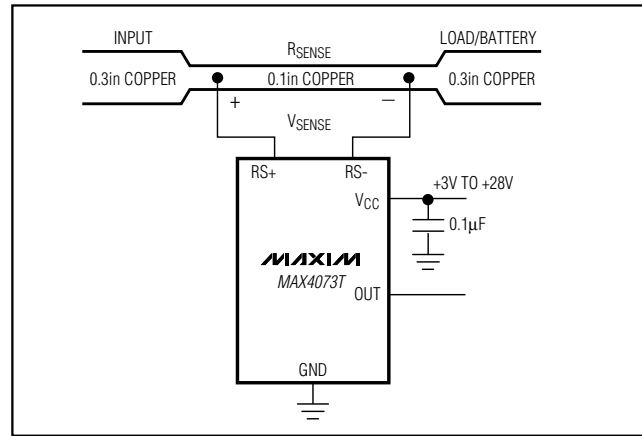 INPUT RSENSE LOAD/BATTERY
0.3in COPPER 0.1in COPPER 0.3in COPPER
+ −
VSENSE
RS+ RS-
VCC +3V TO +28V
0.1μF
MAXIM
MAX4073T
OUT
GND